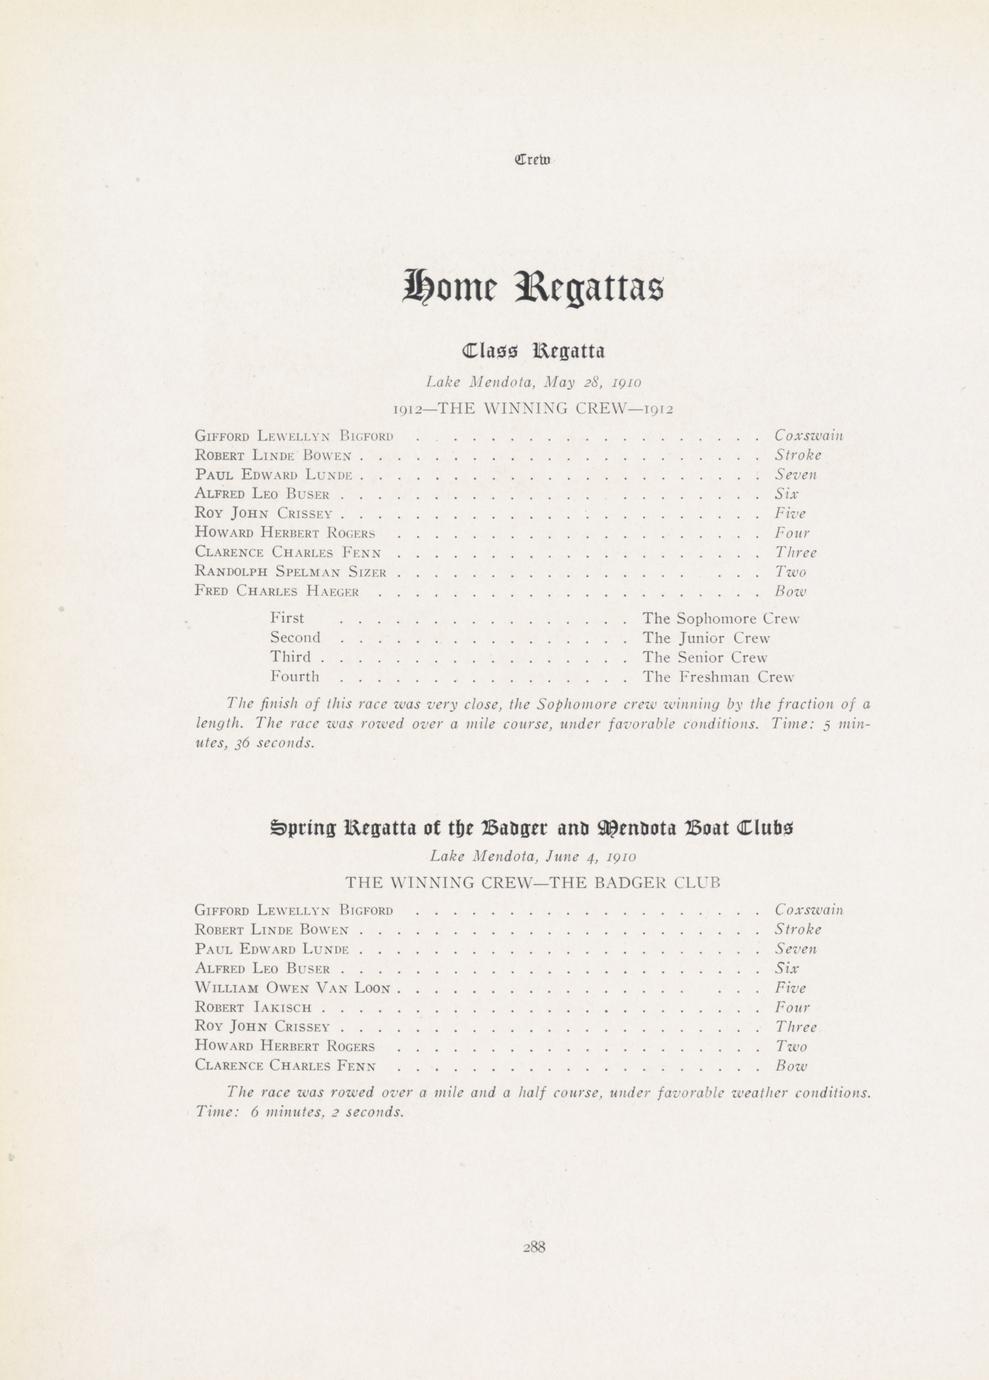 Crew
Home Regattas
Class Regatta
Lake Mendota, May 28, 1910
1912—THE WINNING CREW—1912
Gifford Lewellyn Bigford . . . . . . . . . . . . . . . . . . Coxswain
Robert Linde Bowen . . . . . . . . . . . . . . . . . . . . . Stroke
Paul Edward Lunde . . . . . . . . . . . . . . . . . . . . . Seven
Alfred Leo Buser . . . . . . . . . . . . . . . . . . . . . Six
Roy John Crissey . . . . . . . . . . . . . . . . . . . . . . Five
Howard Herbert Rogers . . . . . . . . . . . . . . . . . . . Four
Clarence Charles Fenn . . . . . . . . . . . . . . . . . . . Three
Randolph Spelman Sizer . . . . . . . . . . . . . . . . . . Two
Fred Charles Haeger . . . . . . . . . . . . . . . . . . . . Bow
First . . . . . . . . . . . . . . . . The Sophomore Crew
Second . . . . . . . . . . . . . . . . The Junior Crew
Third . . . . . . . . . . . . . . . . . The Senior Crew
Fourth . . . . . . . . . . . . . . . . The Freshman Crew
The finish of this race was very close, the Sophomore crew winning by the fraction of a
length. The race was rowed over a mile course, under favorable conditions. Time: 5 min-
utes, 36 seconds.
Spring Regatta of the Badger and Mendota Boat Clubs
Lake Mendota, June 4, 1910
THE WINNING CREW—THE BADGER CLUB
Gifford Lewellyn Bigford . . . . . . . . . . . . . . . . . . Coxswain
Robert Linde Bowen . . . . . . . . . . . . . . . . . . . . . Stroke
Paul Edward Lunde . . . . . . . . . . . . . . . . . . . . . Seven
Alfred Leo Buser . . . . . . . . . . . . . . . . . . . . . . Six
William Owen Van Loon . . . . . . . . . . . . . . . . . . Five
Robert Iakisch . . . . . . . . . . . . . . . . . . . . . . . Four
Roy John Crissey . . . . . . . . . . . . . . . . . . . . . . Three
Howard Herbert Rogers . . . . . . . . . . . . . . . . . . . Two
Clarence Charles Fenn . . . . . . . . . . . . . . . . . . . Bow
The race was rowed over a mile and a half course, under favorable weather conditions.
Time: 6 minutes, 2 seconds.
288